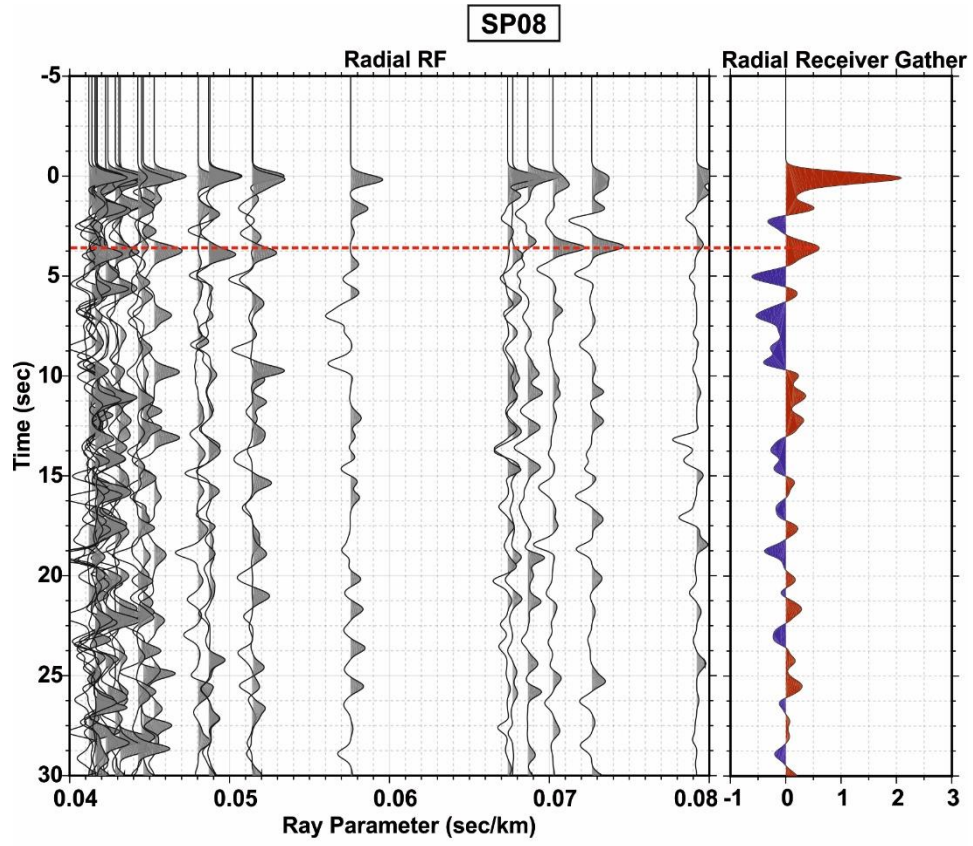 SP08
Radial RF
Radial Receiver Gather
-5
0
5
10
15
20
25
30
Time (sec)
0.04 0.05 0.06 0.07 0.08
-1 0 1 2 3
Ray Parameter (sec/km)